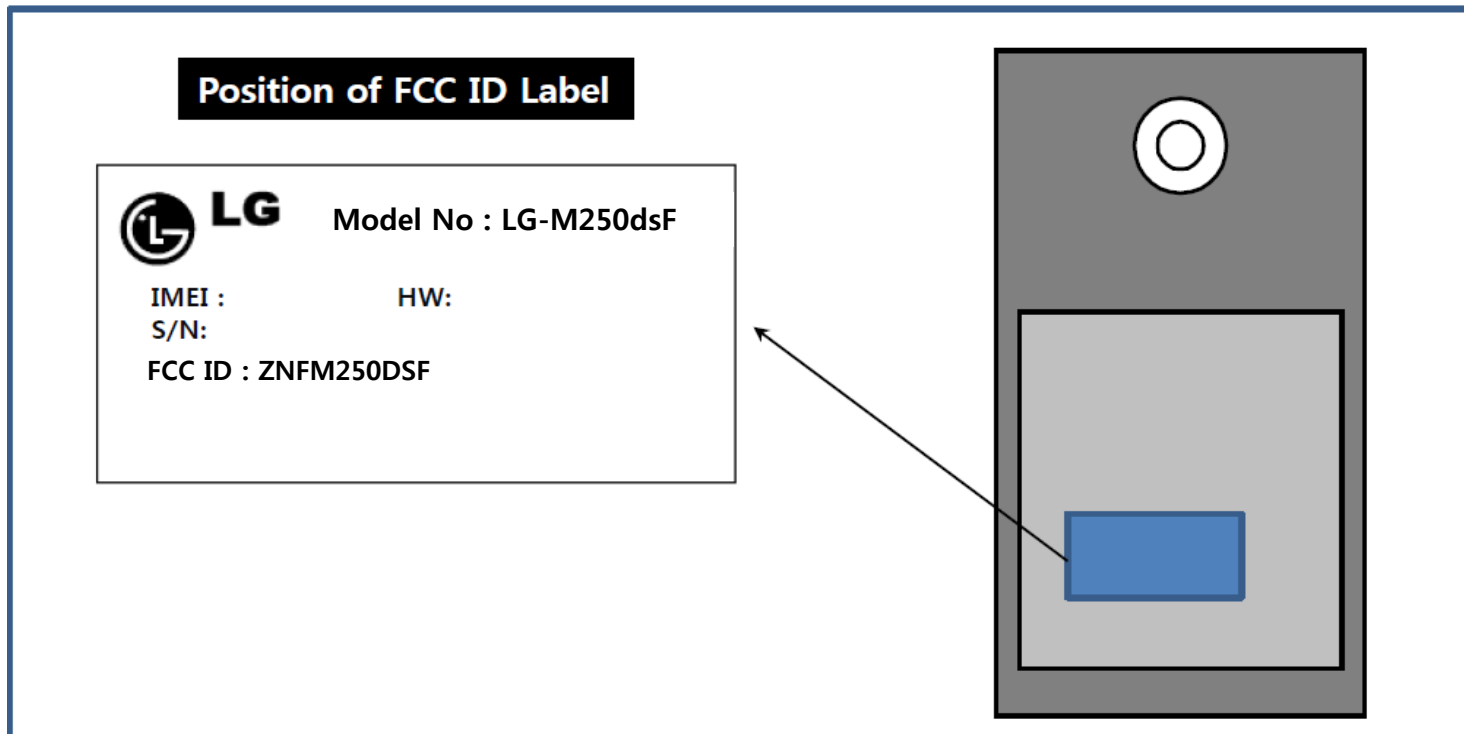 Position of FCC ID Label
LG Model No : LG-M250dsF
IMEI : HW:
S/N:
FCC ID : ZNFM250DSF